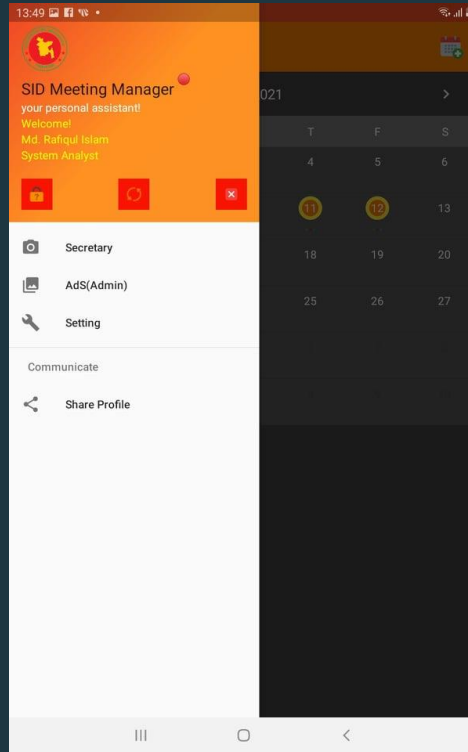 13:49
SID Meeting Manager
your personal assistant!
Welcome!
Md. Rafiqul Islam
System Analyst
Secretary
AdS(Admin)
Setting
Communicate
Share Profile
021
T F S
4 5 6
11 12 13
18 19 20
25 26 27